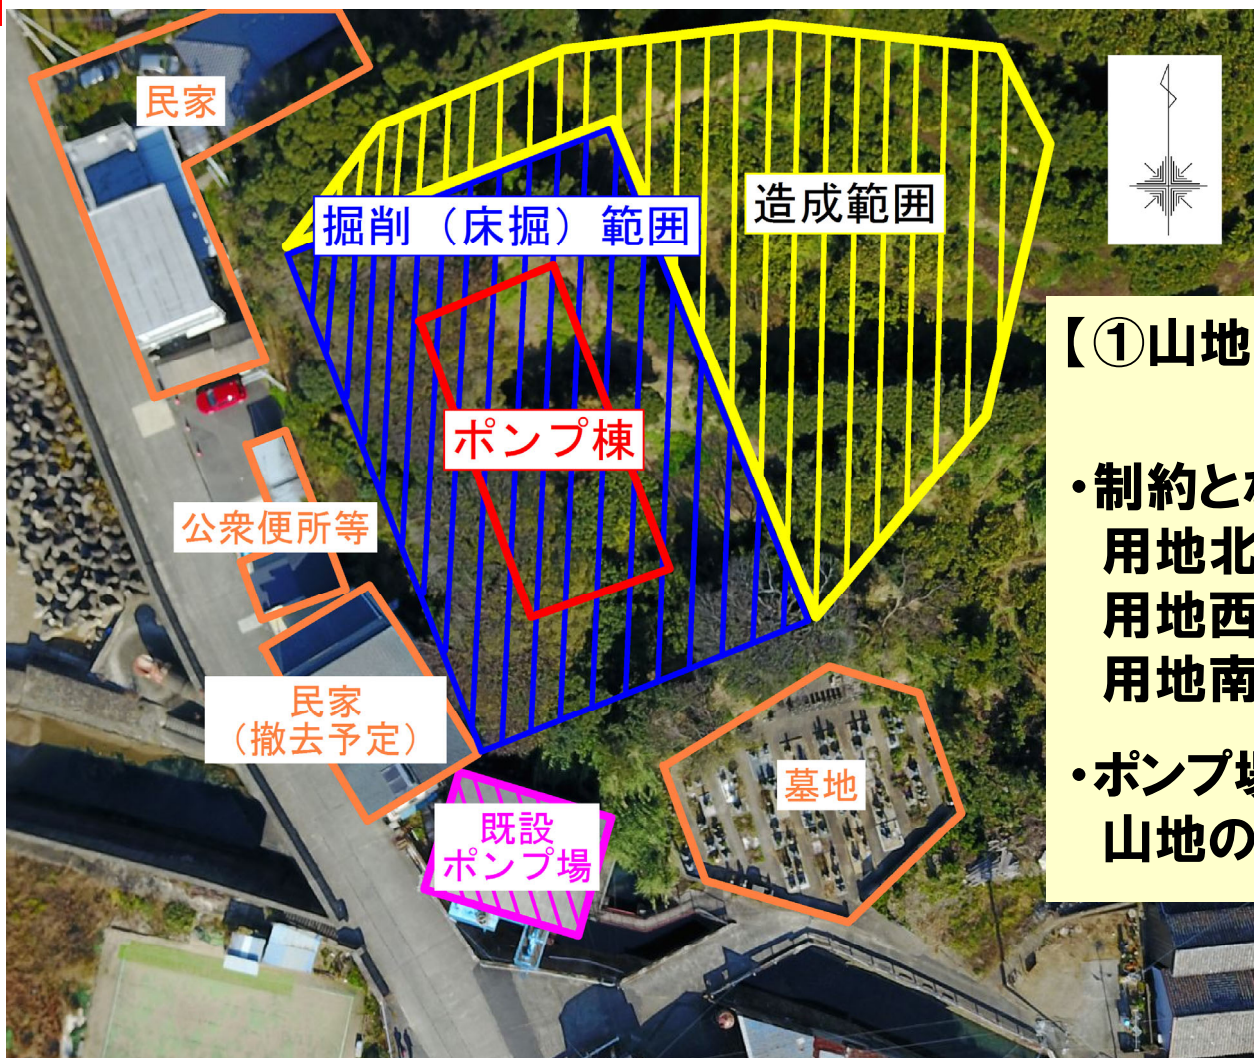 民家
造成範囲
掘削（床掘）範囲
【①山地
ポンプ棟
・制約と
用地北
公衆便所等
用地西
用地南
民家
（撤去予定）
・ポンプ場
墓地
既設
ポンプ場
山地の